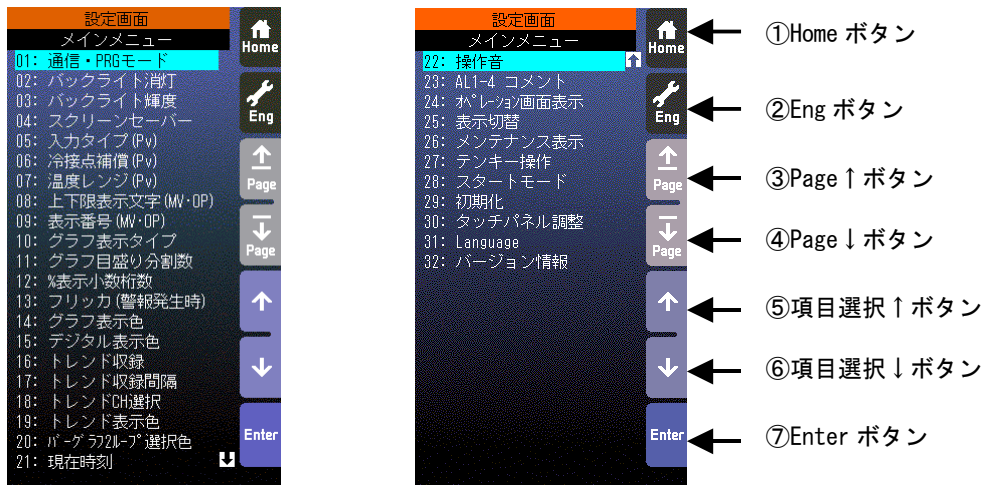 設定画面
メインメニュー
01: 通信・PRGモード
02: バックライト消灯
03: バックライト輝度
04: スクリーンセーバー
05: 入力タイプ(Pv)
06: 冷接点補償(Pv)
07: 温度レンジ(Pv)
08: 上下限表示文字(MV･OP)
09: 表示番号(MV･OP)
10: グラフ表示タイプ
11: グラフ目盛り分割数
12: %表示小数桁数
13: フリッカ(警報発生時)
14: グラフ表示色
15: デジタル表示色
16: トレンド収録
17: トレンド収録間隔
18: トレンドCH選択
19: トレンド表示色
20: ﾊﾞｰｸﾞﾗﾌ2ﾙｰﾌﾟ選択色
21: 現在時刻
Home
Eng
Page
Page
Enter
設定画面
メインメニュー
22: 操作音
23: AL1-4 コメント
24: ｵﾍﾟﾚｰｼｮﾝ画面表示
25: 表示切替
26: メンテナンス表示
27: テンキー操作
28: スタートモード
29: 初期化
30: タッチパネル調整
31: Language
32: バージョン情報
Home
Eng
Page
Page
Enter
①Home ボタン
②Eng ボタン
③Page↑ボタン
④Page↓ボタン
⑤項目選択↑ボタン
⑥項目選択↓ボタン
⑦Enter ボタン